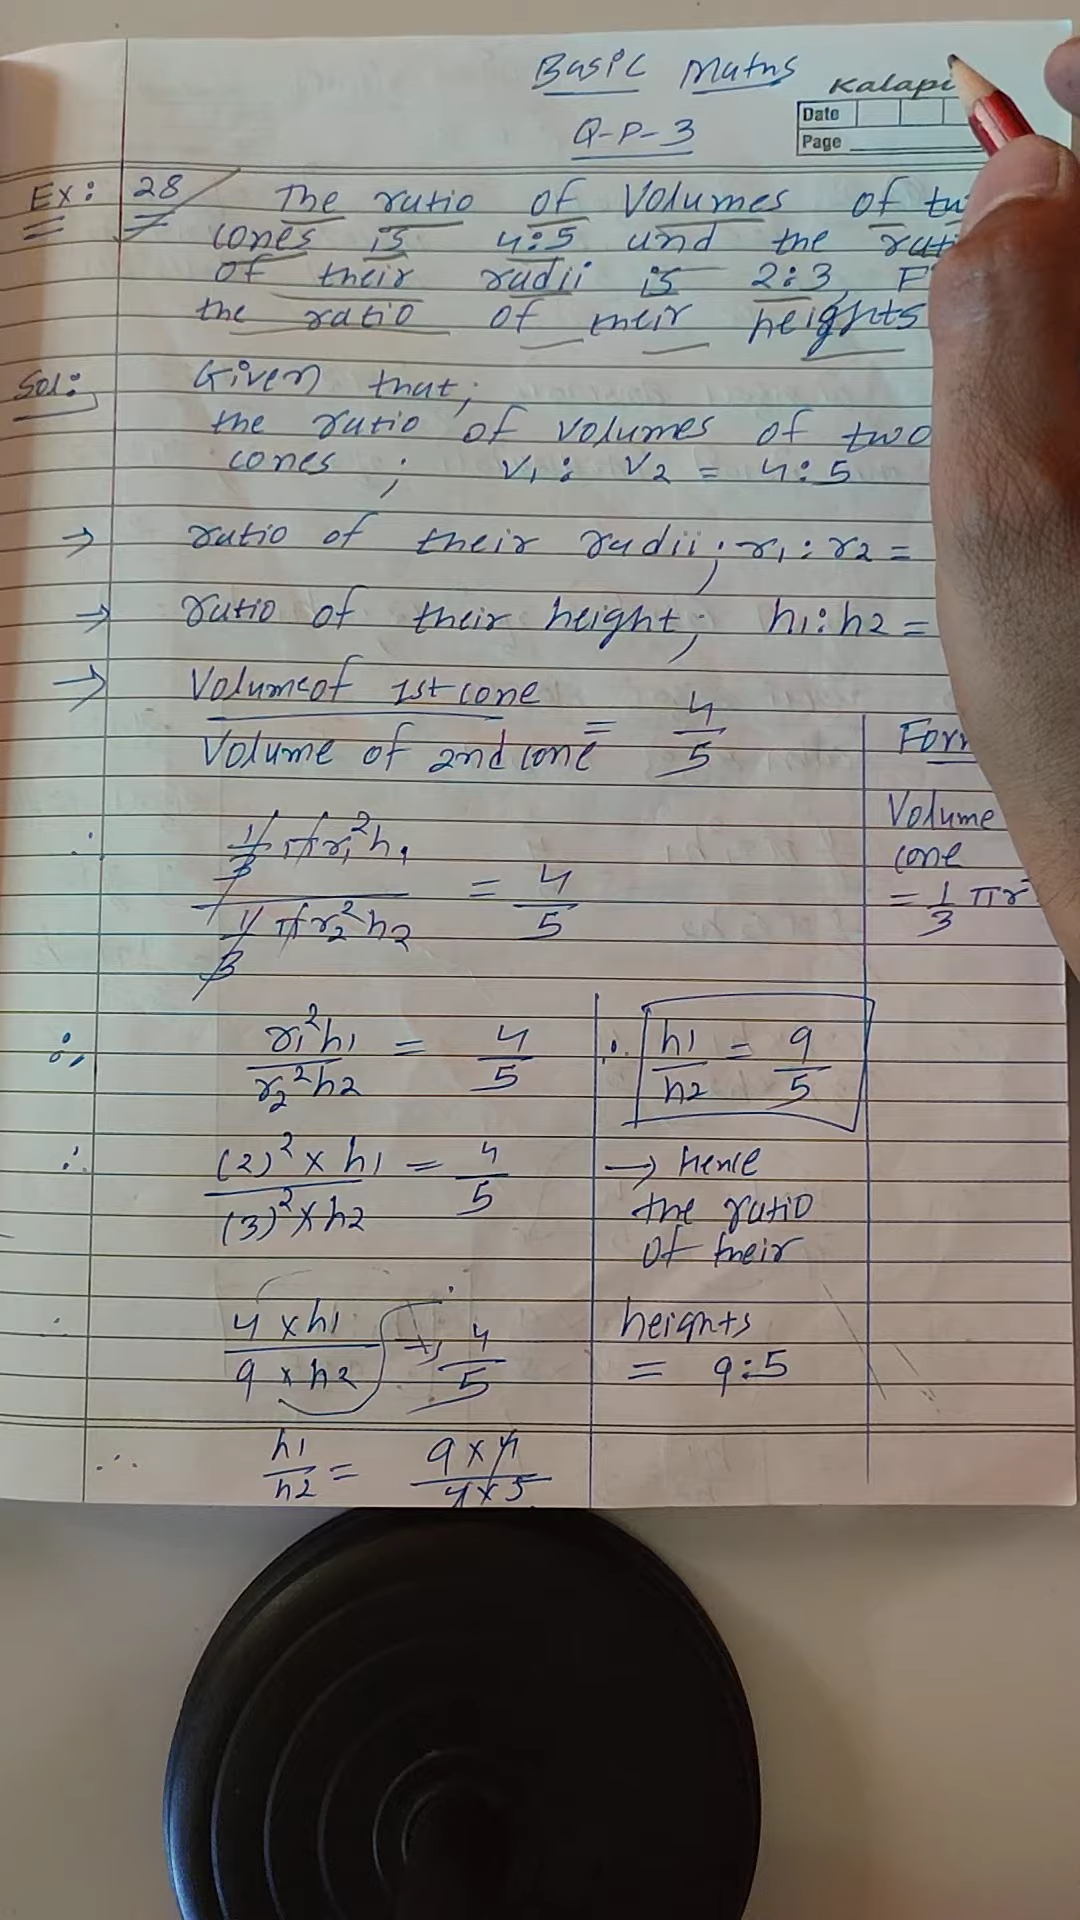 Basic Maths
Kalapi
Q-P-3
Date
Page
Ex: 28 The ratio of Volumes of
cones is 4:5 and the
of their radii is 2:3,
the ratio of their heights
Sol: Given that;
the ratio of volumes of two
cones ; V1 : V2 = 4:5
→ ratio of their radii; r1 : r2 =
→ ratio of their height; h1:h2 =
→ Volume of 1st cone
Volume of 2nd cone = 4/5
∴ 1/3 πr1²h1
1/3 πr2²h2 = 4/5
∴ r1²h1 / r2²h2 = 4/5
∴ (2)² × h1 / (3)² × h2 = 4/5
∴ 4 × h1 / 9 × h2 = 4/5
∴ h1/h2 = 9 × 4 / 4 × 5
∴ h1/h2 = 9/5
→ Hence
the ratio
of their
heights
= 9:5
Volume
cone
= 1/3 πr